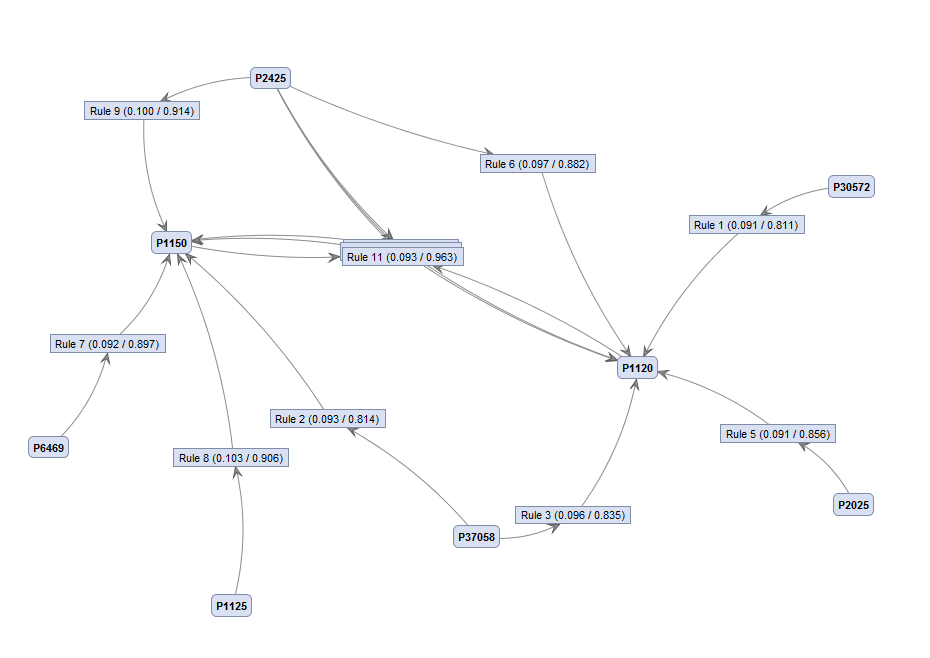 P2425
Rule 9 (0.100 / 0.914)
Rule 6 (0.097 / 0.882)
P30572
Rule 1 (0.091 / 0.811)
P1150
Rule 11 (0.093 / 0.963)
Rule 7 (0.092 / 0.897)
P1120
Rule 2 (0.093 / 0.814)
Rule 5 (0.091 / 0.856)
P6469
Rule 8 (0.103 / 0.906)
P2025
Rule 3 (0.096 / 0.835)
P37058
P1125